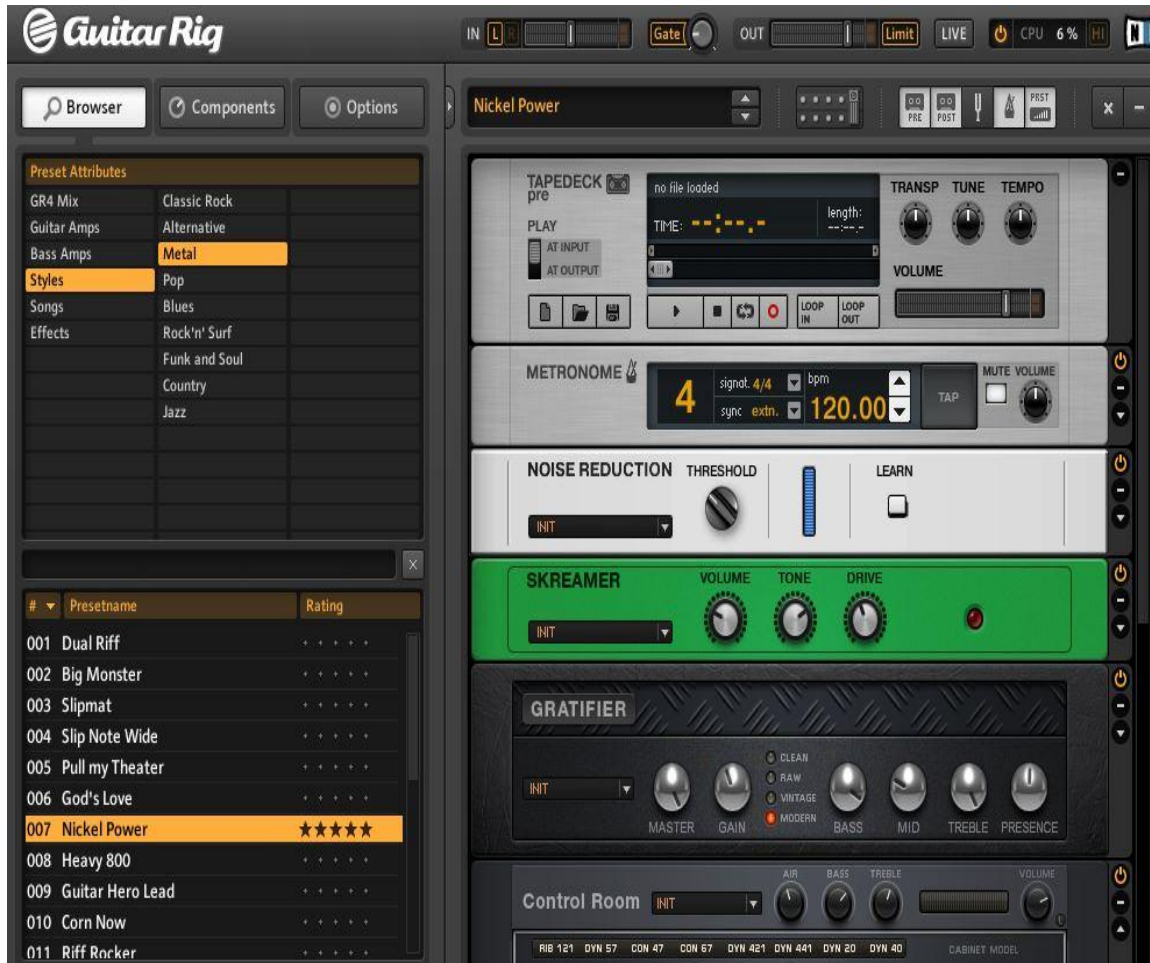 Guitar Rig
IN L R Gate OUT Limit LIVE CPU 6 % HI N
Browser Components Options
Nickel Power PRE POST PRST
Preset Attributes
GR4 Mix Classic Rock
Guitar Amps Alternative
Bass Amps Metal
Styles Pop
Songs Blues
Effects Rock'n' Surf
Funk and Soul
Country
Jazz
X
# Presetname Rating
001 Dual Riff
002 Big Monster
003 Slipmat
004 Slip Note Wide
005 Pull my Theater
006 God's Love
007 Nickel Power ★★★★★
008 Heavy 800
009 Guitar Hero Lead
010 Corn Now
011 Riff Rocker
TAPEDECK
pre
no file loaded
TRANSP TUNE TEMPO
TIME: --:--.- length:
--:--.-
PLAY
AT INPUT
AT OUTPUT
VOLUME
LOOP IN LOOP OUT
METRONOME
4 signat. 4/4 bpm
sync extn. 120.00
TAP MUTE VOLUME
NOISE REDUCTION THRESHOLD LEARN
INIT
SKREAMER VOLUME TONE DRIVE
INIT
GRATIFIER
INIT
CLEAN
RAW
VINTAGE
MODERN
MASTER GAIN BASS MID TREBLE PRESENCE
AIR BASS TREBLE VOLUME
Control Room INIT
RIB 121 DYN 57 CON 47 CON 67 DYN 421 DYN 441 DYN 20 DYN 40 CABINET MODEL